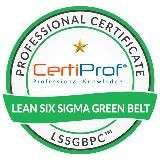 PROFESSIONAL CERTIFICATE
CertiProf®
Professional Knowledge
LEAN SIX SIGMA GREEN BELT
LSSGBPC™